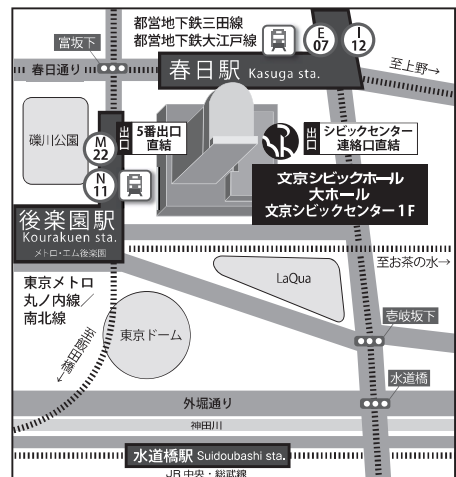 都営地下鉄三田線
都営地下鉄大江戸線
E
07
I
12
富坂下
春日通り
春日駅 Kasuga sta.
至上野→
礫川公園
M
22
出口
5番出口
直結
出口
シビックセンター
連絡口直結
N
11
文京シビックホール
大ホール
文京シビックセンター1F
後楽園駅
Kourakuen sta.
メトロ・エム後楽園
至お茶の水→
東京メトロ
丸ノ内線／
南北線
LaQua
至飯田橋→
東京ドーム
壱岐坂下
水道橋
外堀通り
神田川
水道橋駅 Suidoubashi sta.
JR 中央・総武線